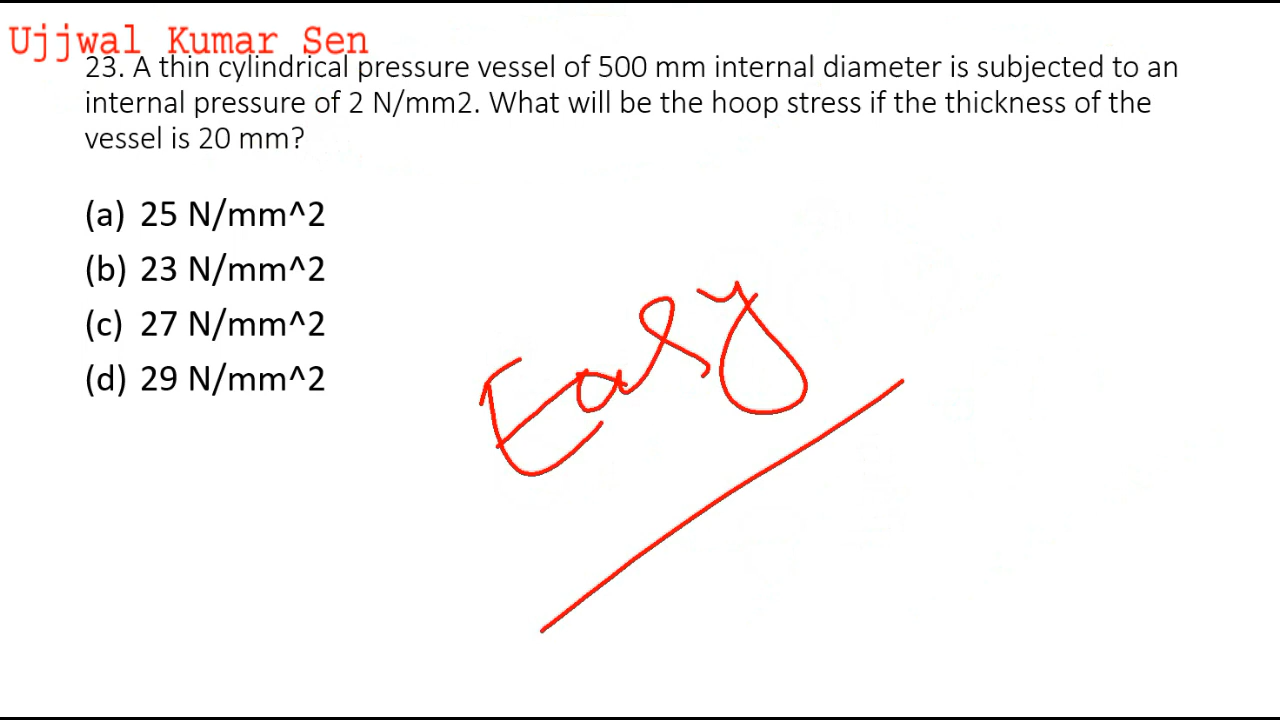 Ujjwal Kumar Sen
23. A thin cylindrical pressure vessel of 500 mm internal diameter is subjected to an
internal pressure of 2 N/mm2. What will be the hoop stress if the thickness of the
vessel is 20 mm?
(a) 25 N/mm^2
(b) 23 N/mm^2
(c) 27 N/mm^2
(d) 29 N/mm^2
Easy